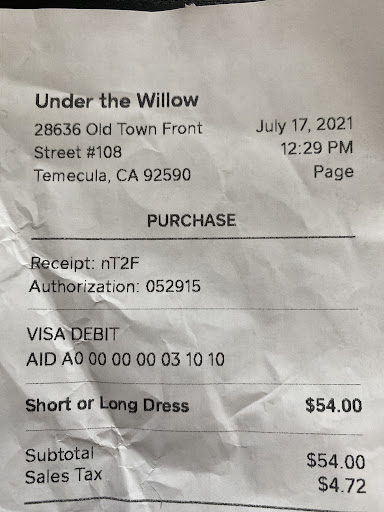 Under the Willow
28636 Old Town Front
Street #108
Temecula, CA 92590
July 17, 2021
12:29 PM
Page
PURCHASE
Receipt: nT2F
Authorization: 052915
VISA DEBIT
AID A0 00 00 00 03 10 10
Short or Long Dress $54.00
Subtotal $54.00
Sales Tax $4.72